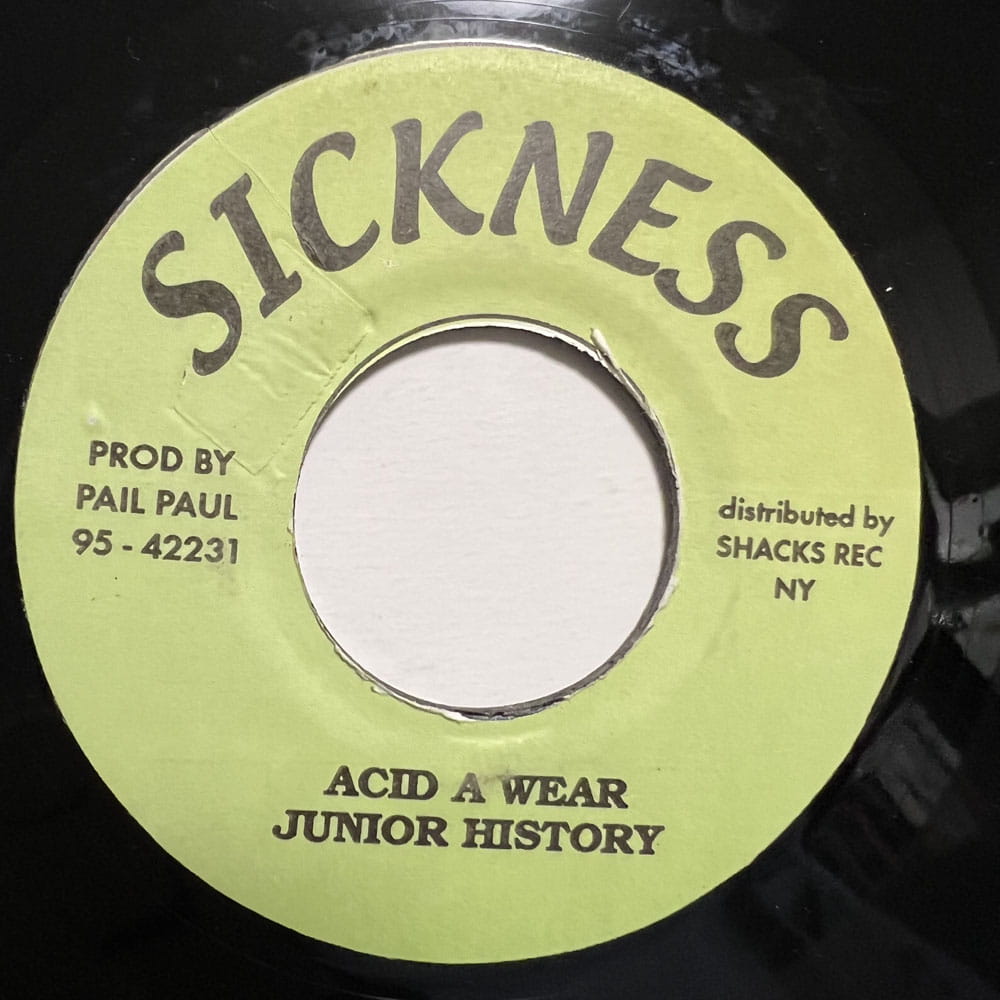 SICKNESS
PROD BY
PAIL PAUL
95 - 42231
distributed by
SHACKS REC
NY
ACID A WEAR
JUNIOR HISTORY